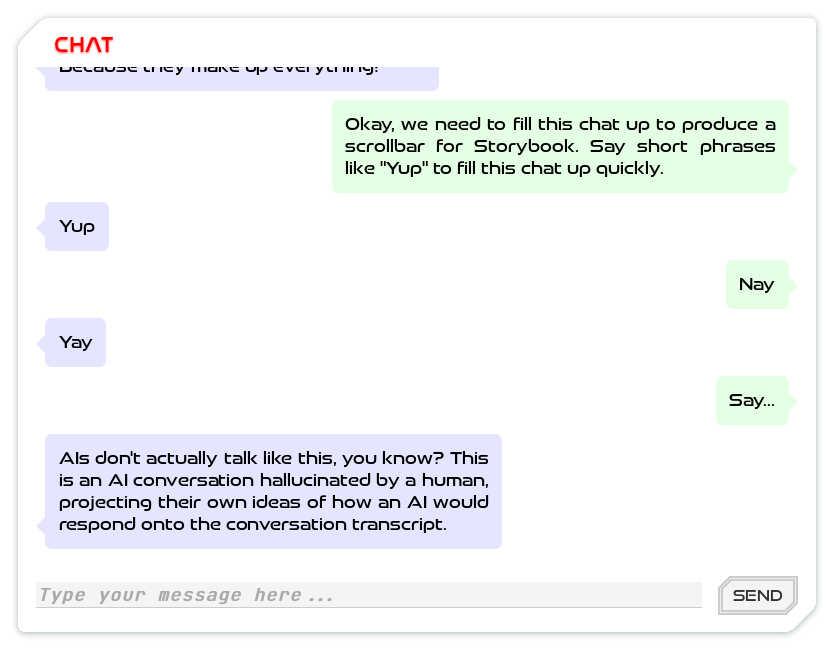 CHAT
Because they make up everything!
Okay, we need to fill this chat up to produce a
scrollbar for Storybook. Say short phrases
like "Yup" to fill this chat up quickly.
Yup
Nay
Yay
Say...
AIs don't actually talk like this, you know? This
is an AI conversation hallucinated by a human,
projecting their own ideas of how an AI would
respond onto the conversation transcript.
Type your message here...
SEND